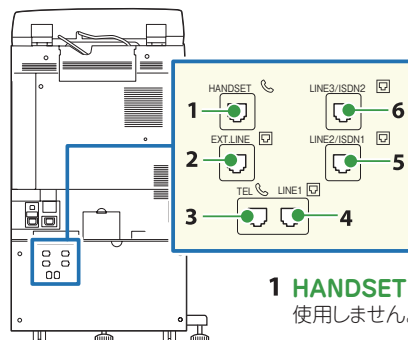 HANDSET
LINE3/ISDN2
1
6
EXT.LINE
LINE2/ISDN1
2
5
TEL LINE1
3
4
1 HANDSET
使用しません。